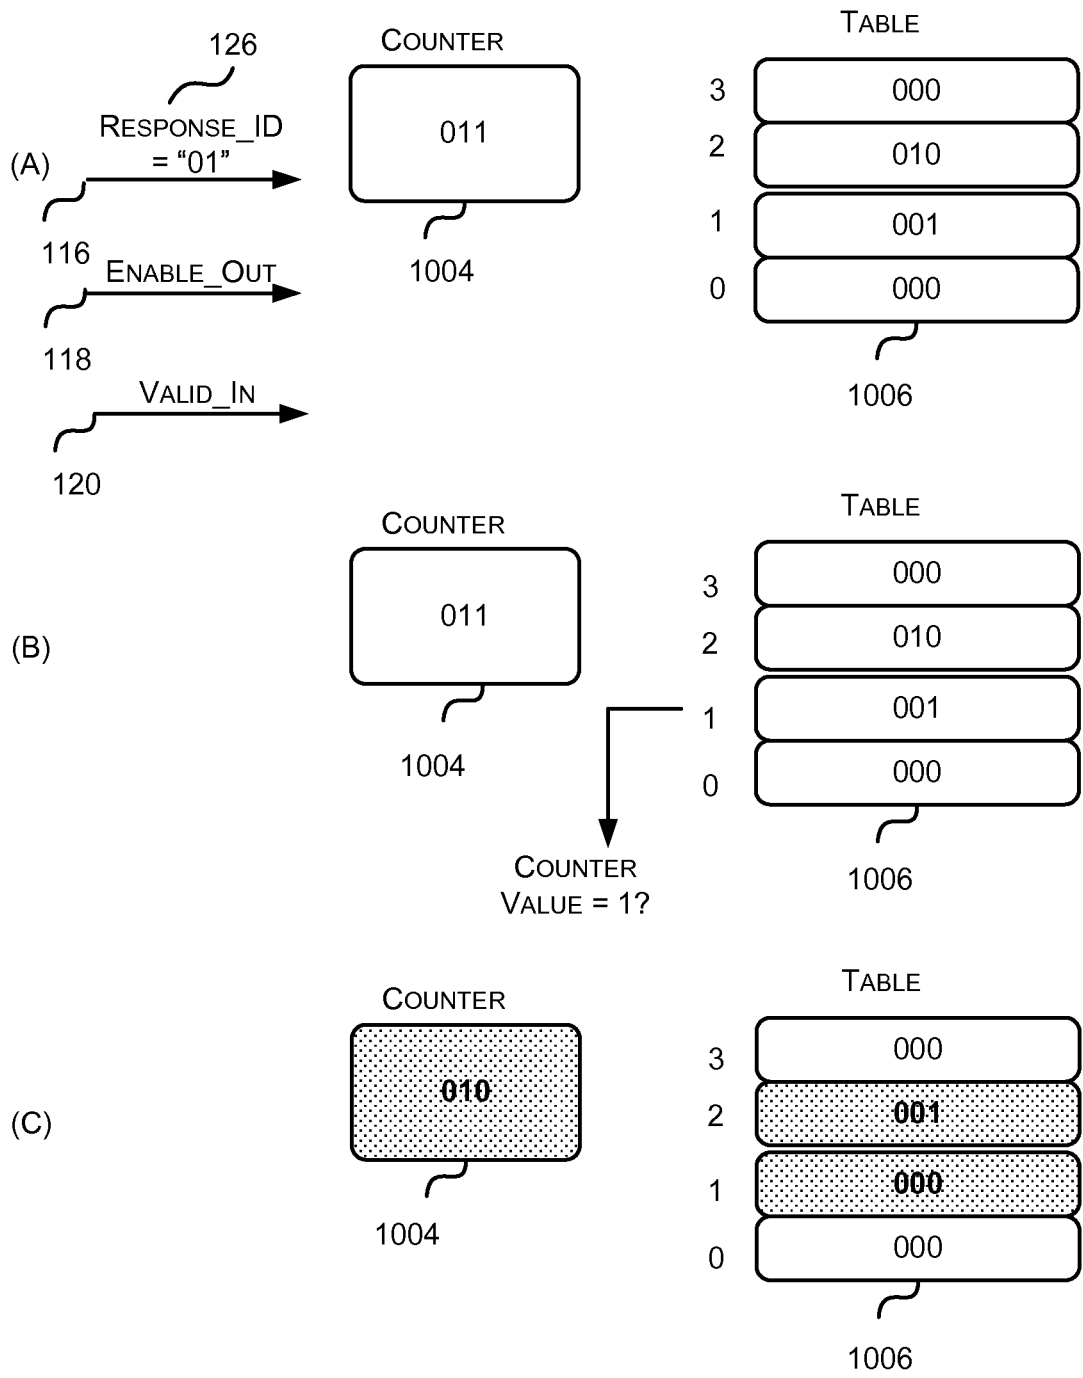 126
COUNTER
TABLE
(A)
RESPONSE_ID
= “01”
011
3
000
2
010
1
001
0
000
116
ENABLE_OUT
1004
118
VALID_IN
1006
120
COUNTER
TABLE
(B)
011
3
000
2
010
1
001
0
000
1004
COUNTER
VALUE = 1?
1006
COUNTER
TABLE
(C)
010
3
000
2
001
1
000
0
000
1004
1006